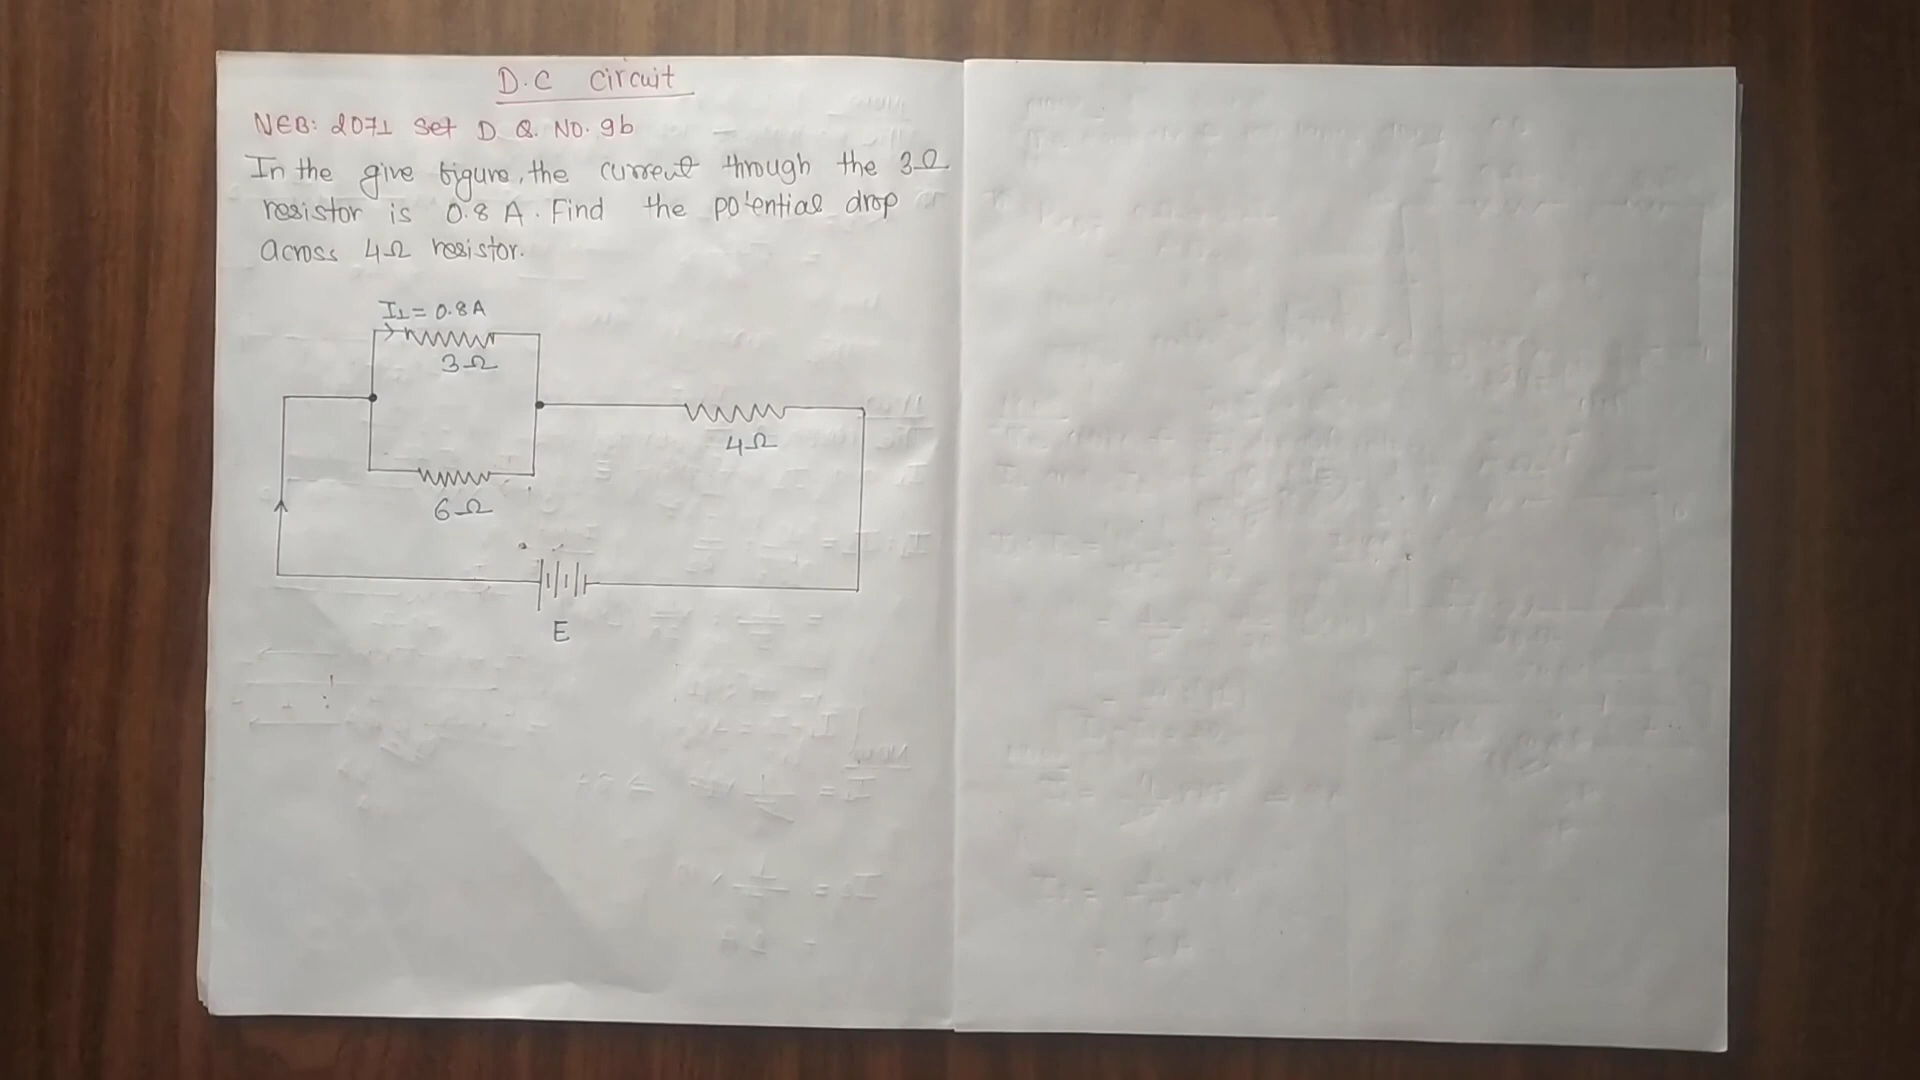 D.C Circuit
NEB: 2071 Set D Q. NO. 9b
In the give figure, the current through the 3Ω
resistor is 0.8 A. Find the potential drop
across 4Ω resistor.
I1 = 0.8A
3Ω
4Ω
6Ω
E